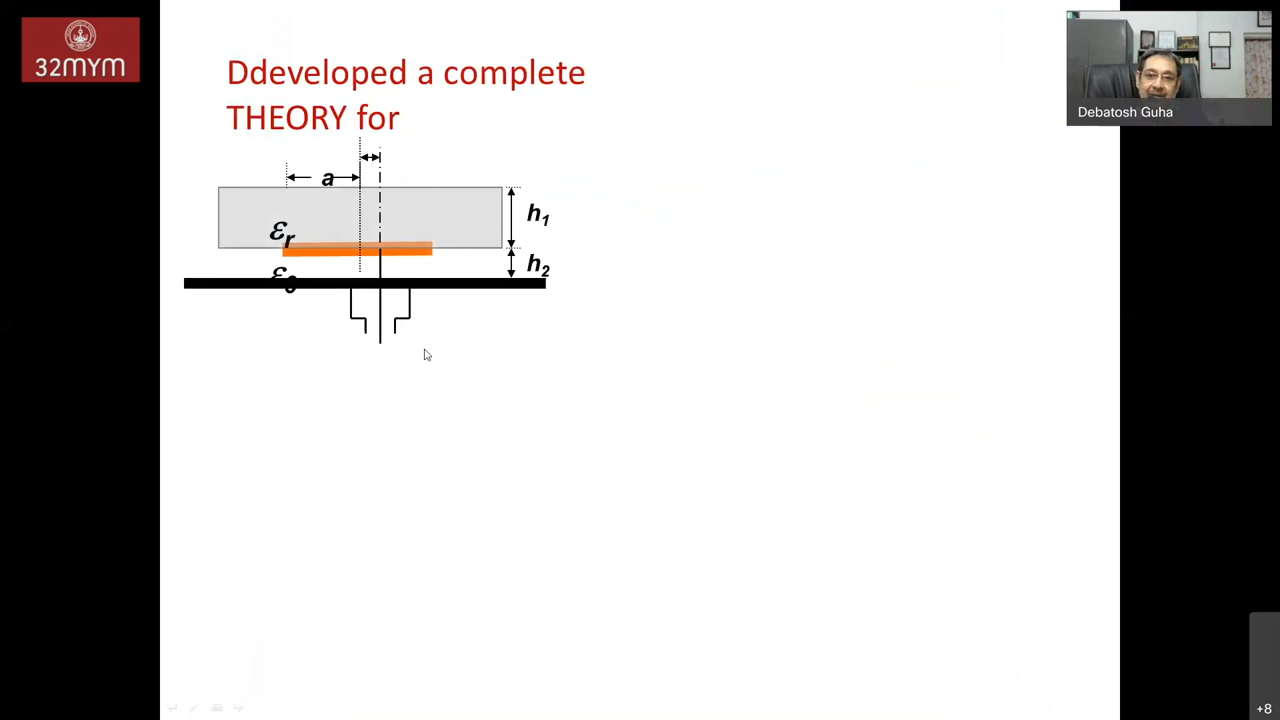 32MYM
Ddeveloped a complete
THEORY for
a
h1
εr
h2
ε0
Debatosh Guha
+8